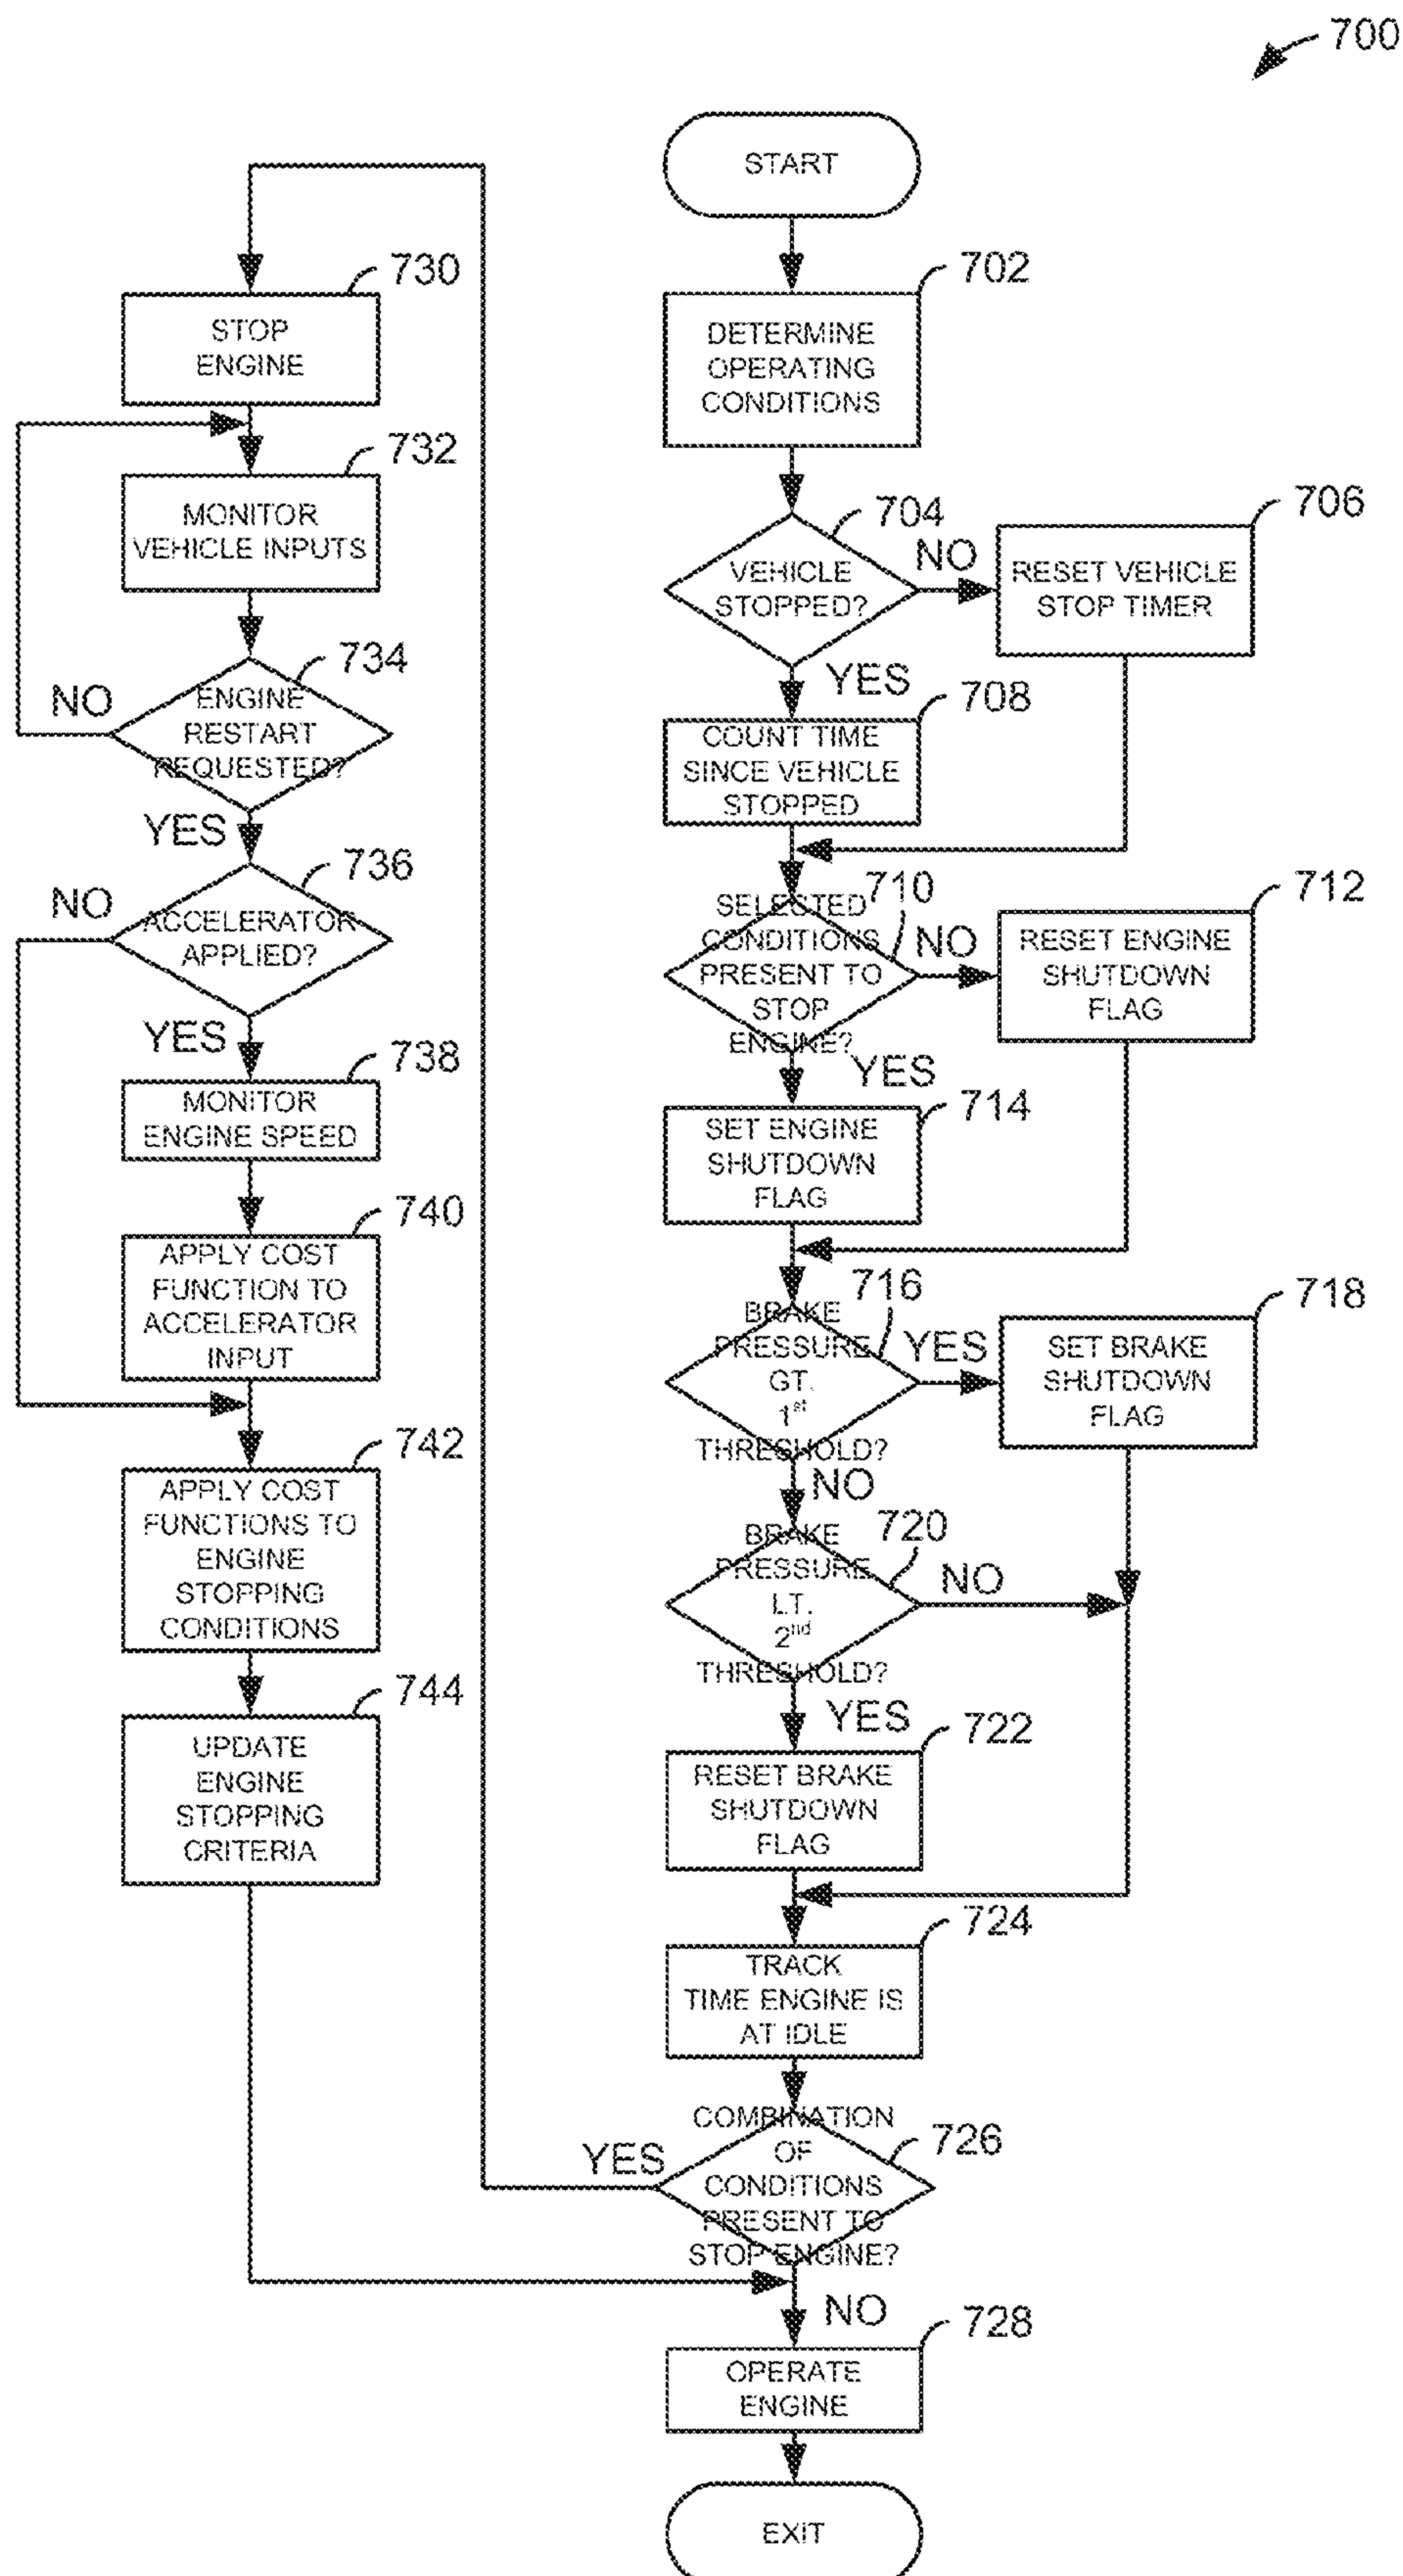 700
START
702
DETERMINE
OPERATING
CONDITIONS
704
VEHICLE
STOPPED?
NO
706
RESET VEHICLE
STOP TIMER
YES
708
COUNT TIME
SINCE VEHICLE
STOPPED
710
SELECTED
CONDITIONS
PRESENT TO
STOP
ENGINE?
NO
712
RESET ENGINE
SHUTDOWN
FLAG
YES
714
SET ENGINE
SHUTDOWN
FLAG
716
BRAKE
PRESSURE
GT.
1st
THRESHOLD?
YES
718
SET BRAKE
SHUTDOWN
FLAG
NO
720
BRAKE
PRESSURE
LT.
2nd
THRESHOLD?
NO
YES
722
RESET BRAKE
SHUTDOWN
FLAG
724
TRACK
TIME ENGINE IS
AT IDLE
726
COMBINATION
OF
CONDITIONS
PRESENT TO
STOP ENGINE?
YES
NO
728
OPERATE
ENGINE
EXIT
730
STOP
ENGINE
732
MONITOR
VEHICLE INPUTS
734
ENGINE
RESTART
REQUESTED?
NO
YES
736
ACCELERATOR
APPLIED?
NO
YES
738
MONITOR
ENGINE SPEED
740
APPLY COST
FUNCTION TO
ACCELERATOR
INPUT
742
APPLY COST
FUNCTIONS TO
ENGINE
STOPPING
CONDITIONS
744
UPDATE
ENGINE
STOPPING
CRITERIA